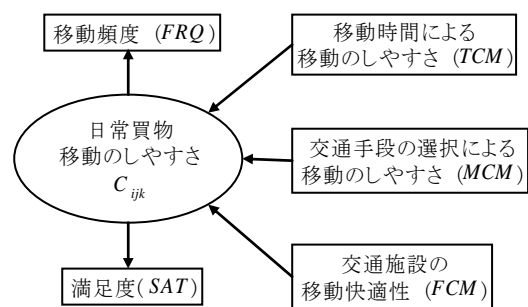 移動頻度 (FRQ)
移動時間による
移動のしやすさ (TCM)
日常買物
移動のしやすさ
C_{ijk}
交通手段の選択による
移動のしやすさ (MCM)
満足度(SAT)
交通施設の
移動快適性 (FCM)